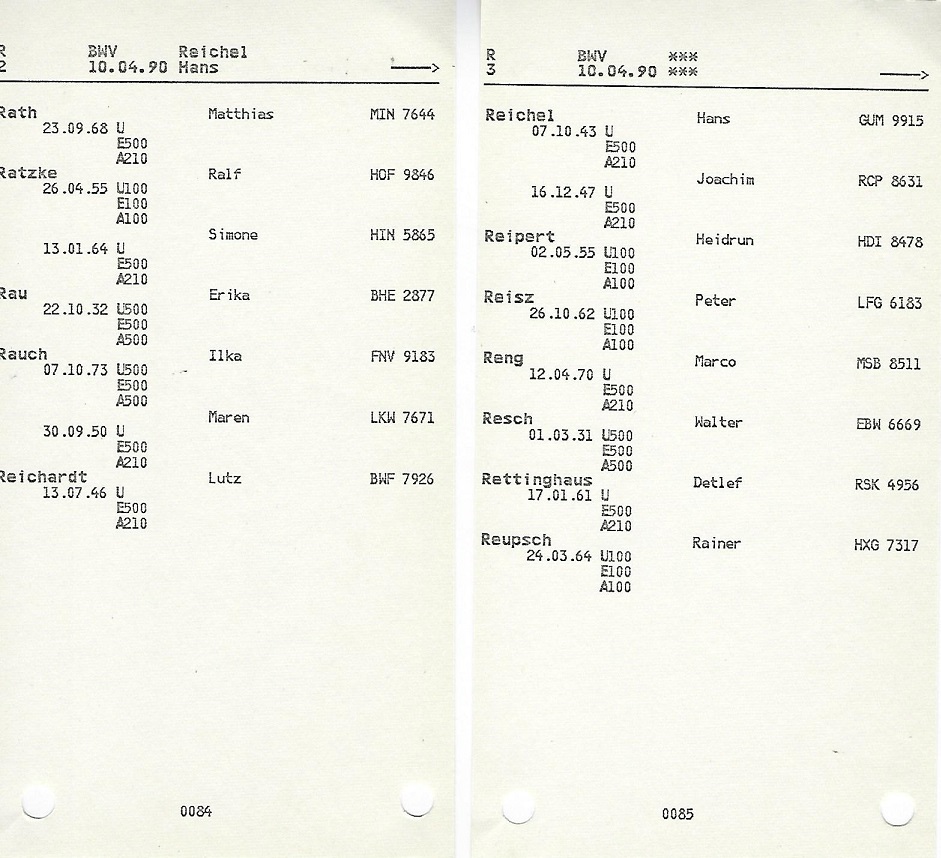 R BWV Reichel
2 10.04.90 Hans ---->
Rath Matthias MIN 7644
23.09.68 U
E500
A210
Ratzke Ralf HOF 9846
26.04.55 U100
E100
A100
Simone HIN 5865
13.01.64 U
E500
A210
Rau Erika BHE 2877
22.10.32 U500
E500
A500
Rauch Ilka FNV 9183
07.10.73 U500
E500
A500
Maren LKW 7671
30.09.50 U
E500
A210
Reichardt Lutz BWF 7926
13.07.46 U
E500
A210
0084
R BWV ***
3 10.04.90 *** ---->
Reichel Hans GUM 9915
07.10.43 U
E500
A210
Joachim RCP 8631
16.12.47 U
E500
A210
Reipert Heidrun HDI 8478
02.05.55 U100
E100
A100
Reisz Peter LFG 6183
26.10.62 U100
E100
A100
Reng Marco MSB 8511
12.04.70 U
E500
A210
Resch Walter EBW 6669
01.03.31 U500
E500
A500
Rettinghaus Detlef RSK 4956
17.01.61 U
E500
A210
Reupsch Rainer HXG 7317
24.03.64 U100
E100
A100
0085